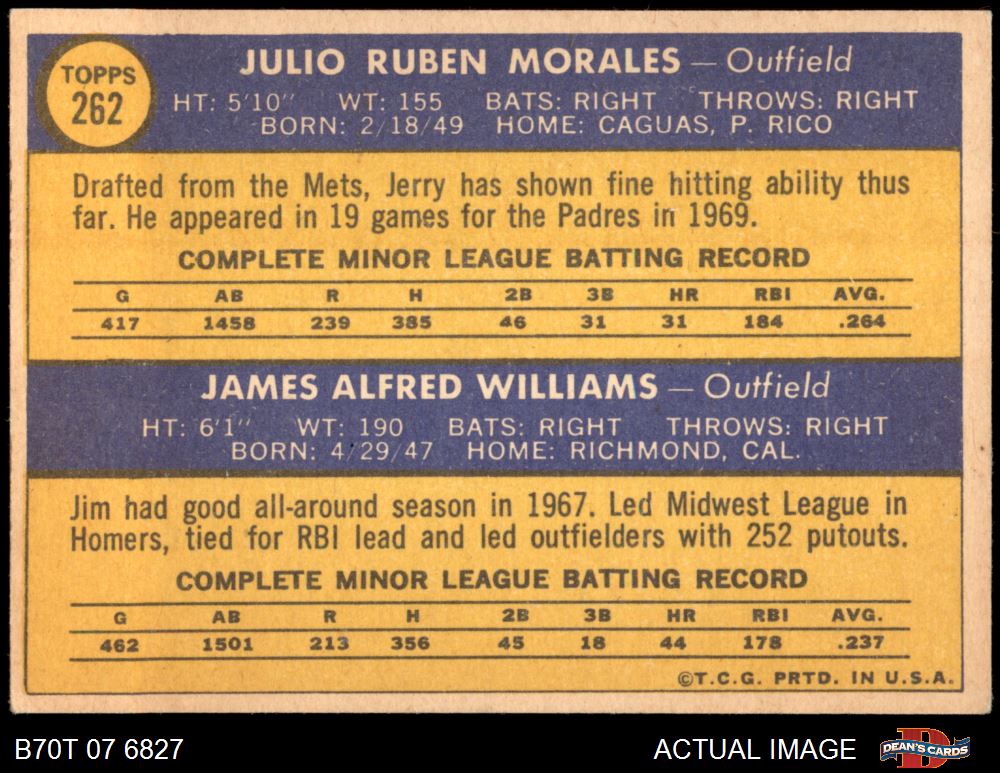 TOPPS
262
JULIO RUBEN MORALES — Outfield
HT: 5'10" WT: 155 BATS: RIGHT THROWS: RIGHT
BORN: 2/18/49 HOME: CAGUAS, P. RICO
Drafted from the Mets, Jerry has shown fine hitting ability thus
far. He appeared in 19 games for the Padres in 1969.
COMPLETE MINOR LEAGUE BATTING RECORD
G AB R H 2B 3B HR RBI AVG.
417 1458 239 385 46 31 31 184 .264
JAMES ALFRED WILLIAMS — Outfield
HT: 6'1" WT: 190 BATS: RIGHT THROWS: RIGHT
BORN: 4/29/47 HOME: RICHMOND, CAL.
Jim had good all-around season in 1967. Led Midwest League in
Homers, tied for RBI lead and led outfielders with 252 putouts.
COMPLETE MINOR LEAGUE BATTING RECORD
G AB R H 2B 3B HR RBI AVG.
462 1501 213 356 45 18 44 178 .237
©T.C.G. PRTD. IN U.S.A.
B70T 07 6827 ACTUAL IMAGE DEAN'S CARDS